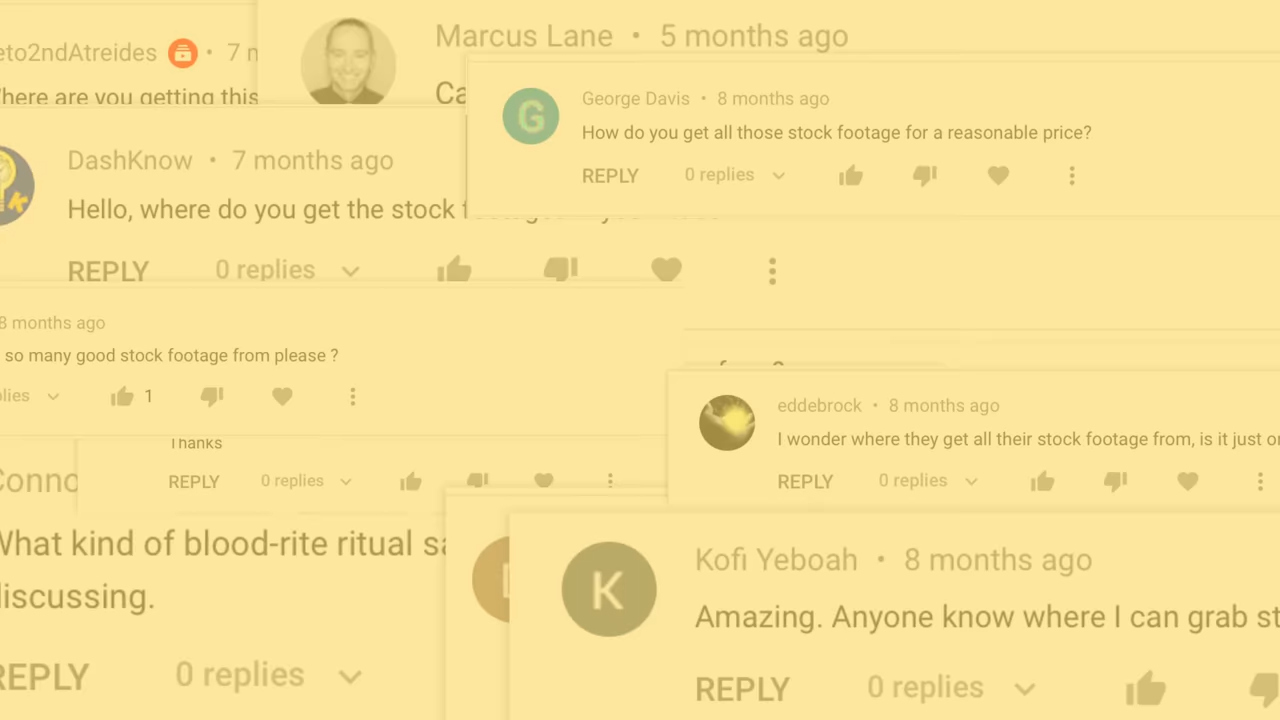 eto2ndAtreides • 7 m
here are you getting this
Marcus Lane • 5 months ago
Ca
George Davis • 8 months ago
How do you get all those stock footage for a reasonable price?
REPLY 0 replies
DashKnow • 7 months ago
Hello, where do you get the stock
REPLY 0 replies
8 months ago
so many good stock footage from please ?
plies 1
Thanks
REPLY 0 replies
eddebrock • 8 months ago
I wonder where they get all their stock footage from, is it just or
REPLY 0 replies
Conno
What kind of blood-rite ritual sa
discussing.
REPLY 0 replies
K
Kofi Yeboah • 8 months ago
Amazing. Anyone know where I can grab st
REPLY 0 replies